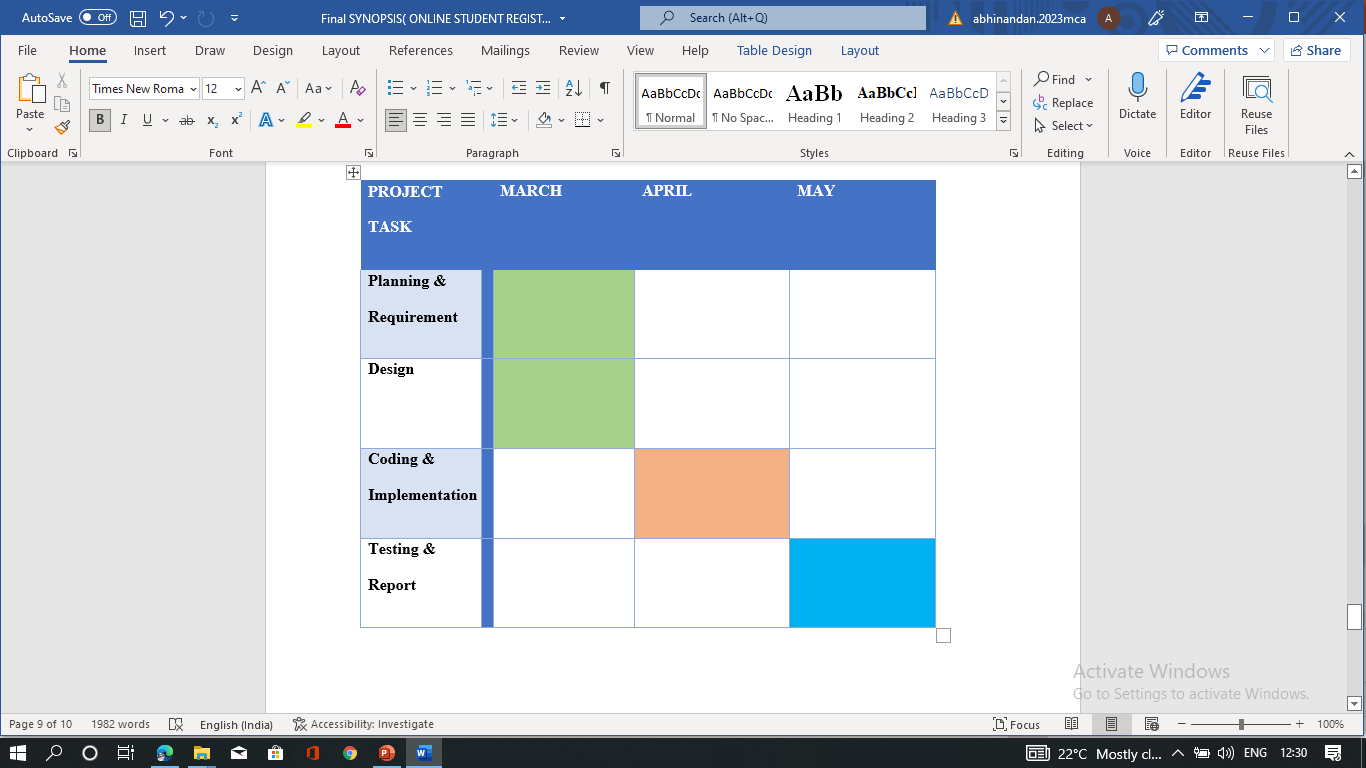 AutoSave Off Final SYNOPSIS( ONLINE STUDENT REGIST... Search (Alt+Q) abhinandan.2023mca A
File Home Insert Draw Design Layout References Mailings Review View Help Table Design Layout Comments Share
Paste
Clipboard
Times New Roma 12 Aa
B I U ab x2 x2 A A
Font
Paragraph
AaBbCcDc AaBbCcDc AaBb AaBbCcI AaBbCcD
¶ Normal ¶ No Spac... Heading 1 Heading 2 Heading 3
Styles
Find
Replace
Select
Editing
Dictate
Voice
Editor
Editor
Reuse
Files
Reuse Files
PROJECT
TASK
MARCH APRIL MAY
Planning &
Requirement
Design
Coding &
Implementation
Testing &
Report
Activate Windows
Go to Settings to activate Windows.
Page 9 of 10 1982 words English (India) Accessibility: Investigate Focus 100%
22°C Mostly cl... ENG 12:30